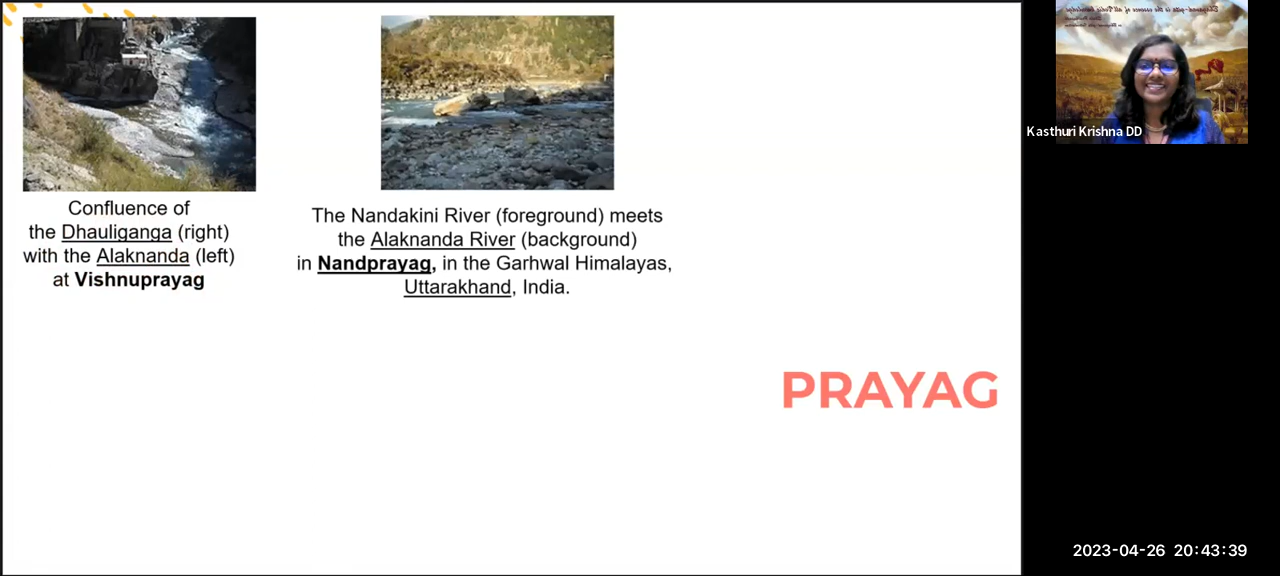 Confluence of
the Dhauliganga (right)
with the Alaknanda (left)
at Vishnuprayag
The Nandakini River (foreground) meets
the Alaknanda River (background)
in Nandprayag, in the Garhwal Himalayas,
Uttarakhand, India.
PRAYAG
Kasthuri Krishna DD
2023-04-26 20:43:39